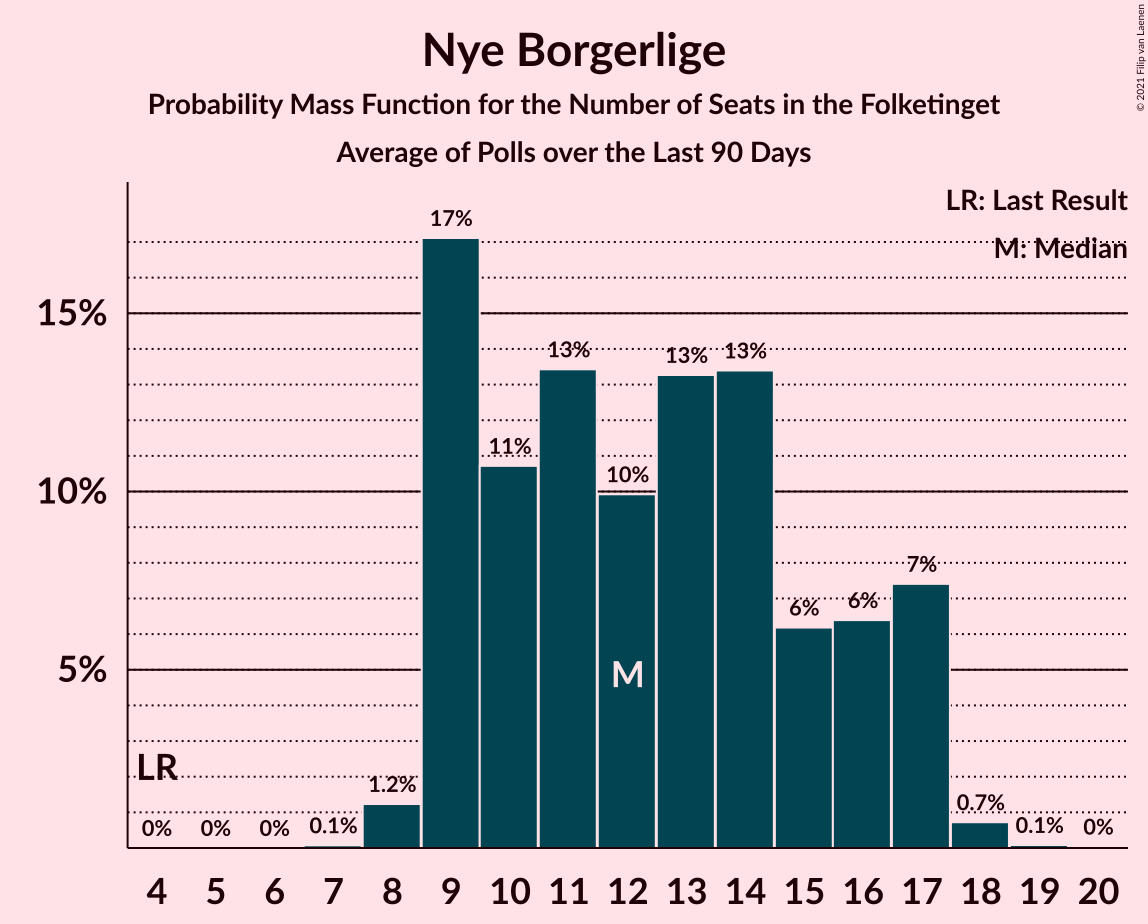 Nye Borgerlige
Probability Mass Function for the Number of Seats in the Folketinget
Average of Polls over the Last 90 Days
© 2021 Filip van Laenen
LR: Last Result
M: Median
15%
10%
5%
17%
11%
13%
10%
13%
13%
6%
6%
7%
M
LR
0%
0%
0%
0.1%
1.2%
0.7%
0.1%
0%
4 5 6 7 8 9 10 11 12 13 14 15 16 17 18 19 20